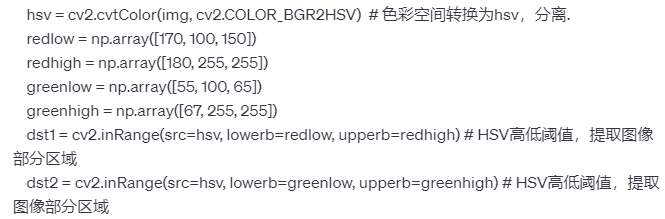 hsv = cv2.cvtColor(img, cv2.COLOR_BGR2HSV)  # 色彩空间转换为hsv，分离.
redlow = np.array([170, 100, 150])
redhigh = np.array([180, 255, 255])
greenlow = np.array([55, 100, 65])
greenhigh = np.array([67, 255, 255])
dst1 = cv2.inRange(src=hsv, lowerb=redlow, upperb=redhigh) # HSV高低阈值，提取图像
部分区域
dst2 = cv2.inRange(src=hsv, lowerb=greenlow, upperb=greenhigh) # HSV高低阈值，提取
图像部分区域